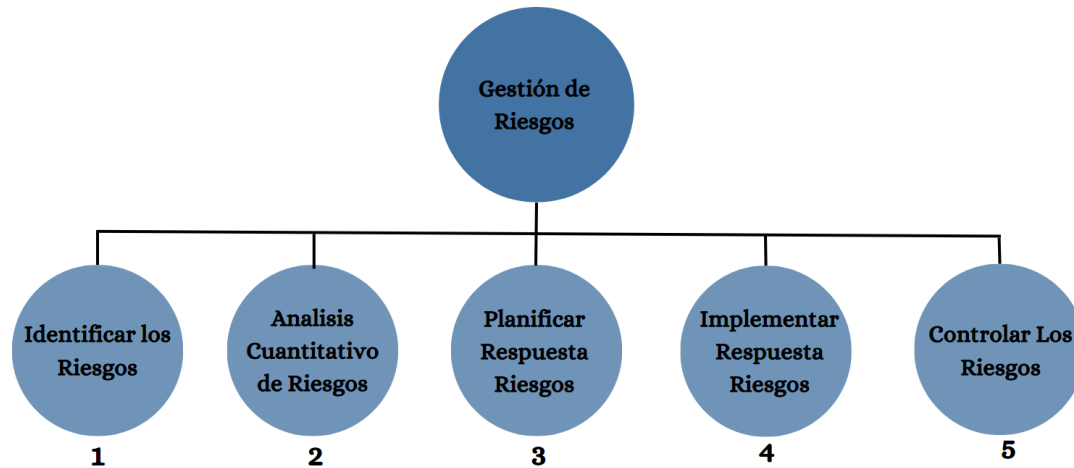 Gestión de
Riesgos
Identificar los
Riesgos
1
Analisis
Cuantitativo
de Riesgos
2
Planificar
Respuesta
Riesgos
3
Implementar
Respuesta
Riesgos
4
Controlar Los
Riesgos
5